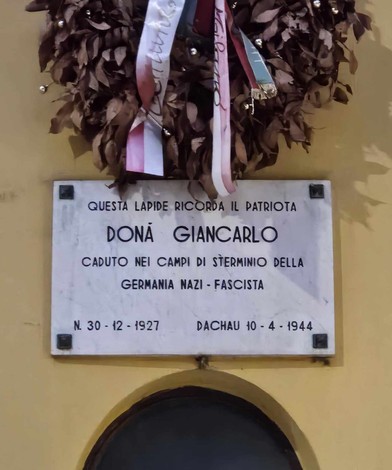 QUESTA LAPIDE RICORDA IL PATRIOTA
DONÀ GIANCARLO
CADUTO NEI CAMPI DI STERMINIO DELLA
GERMANIA NAZI - FASCISTA
N. 30 - 12 - 1927 DACHAU 10 - 4 - 1944